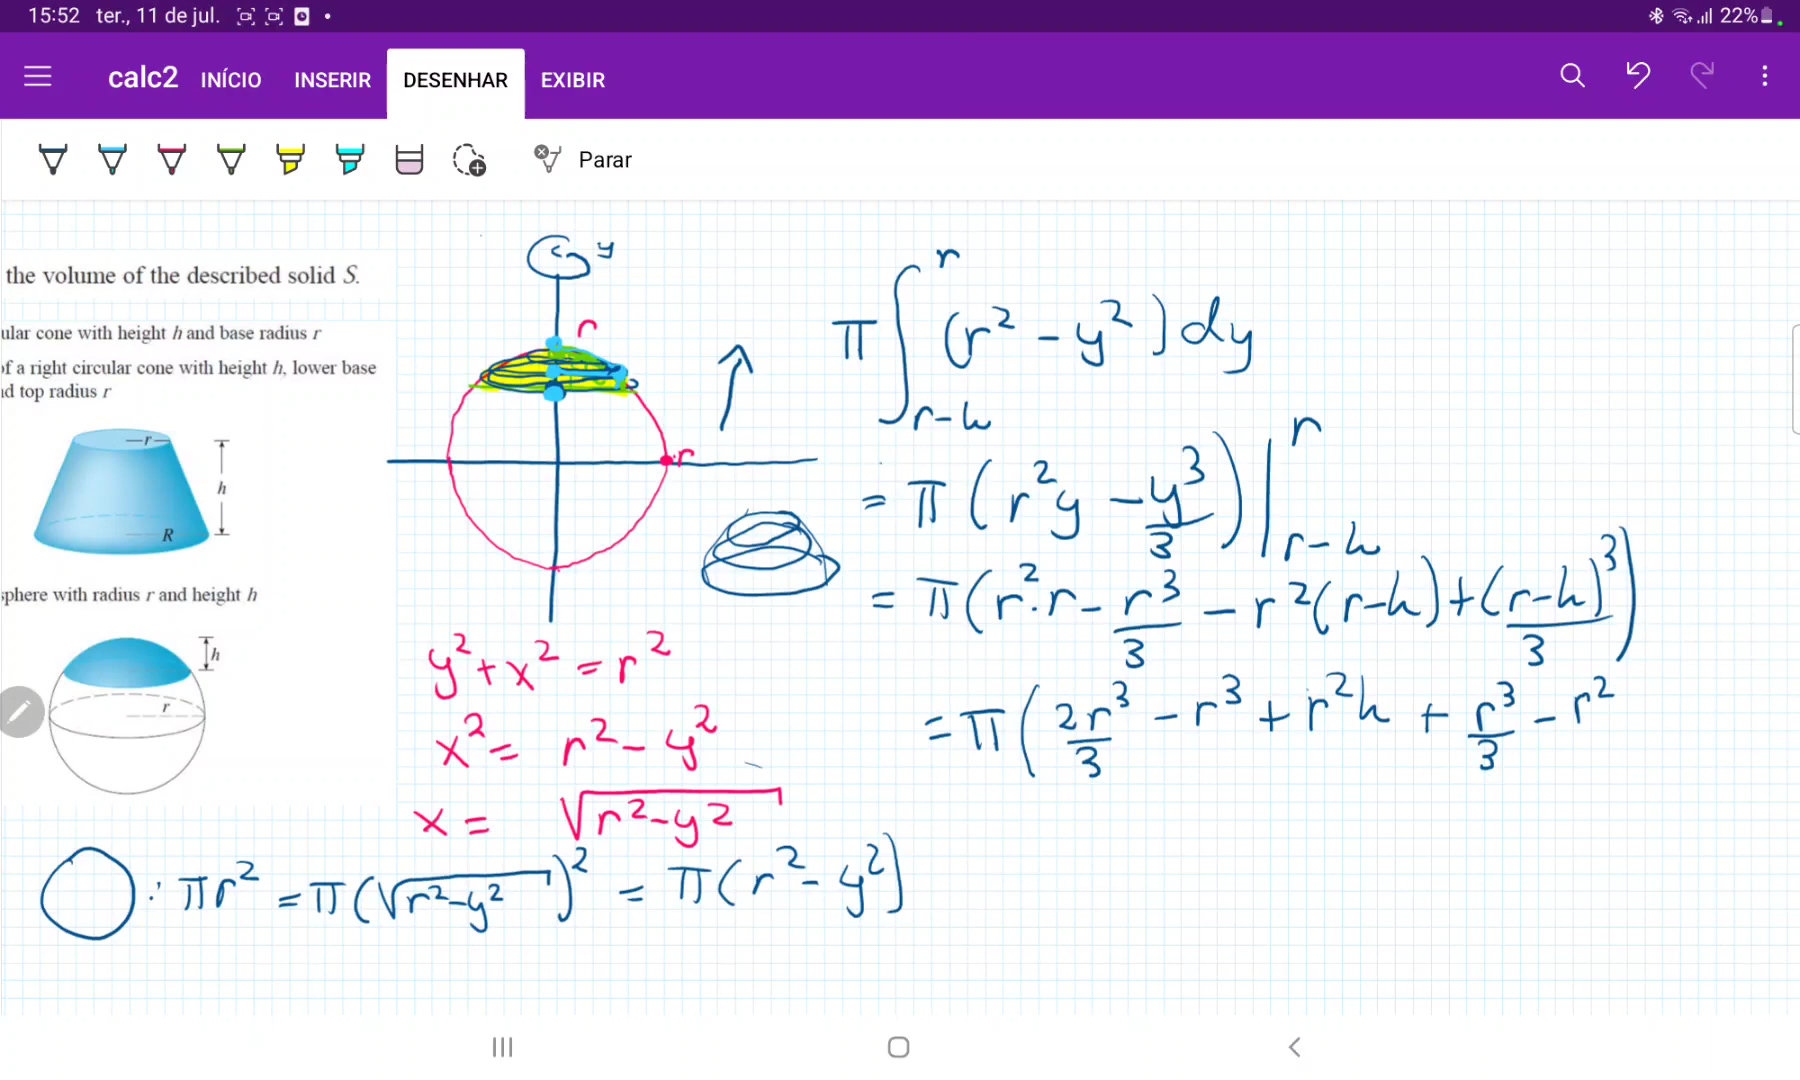 15:52 ter., 11 de jul. 22%
calc2 INÍCIO INSERIR DESENHAR EXIBIR
Parar
the volume of the described solid S.
ular cone with height h and base radius r
of a right circular cone with height h, lower base
d top radius r
r
h
R
sphere with radius r and height h
h
r
y
r
r
y² + x² = r²
x² = r² - y²
x = √(r² - y²)
∴ πr² = π(√(r² - y²))² = π(r² - y²)
π ∫_{r-h}^{r} (r² - y²) dy
= π (r²y - y³/3) |_{r-h}^{r}
= π (r²·r - r³/3 - r²(r-h) + (r-h)³/3)
= π ( 2r³/3 - r³ + r²h + r³/3 - r²